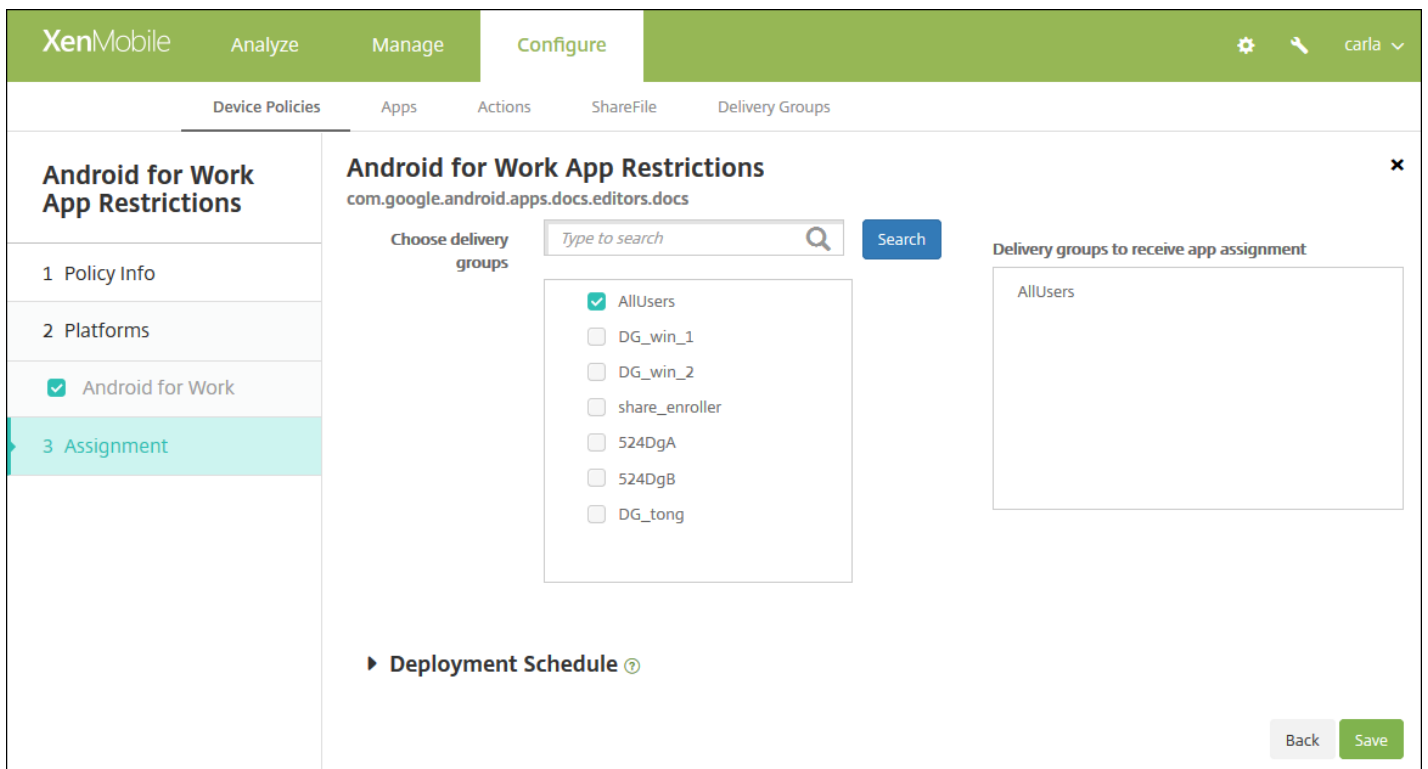 XenMobile Analyze Manage Configure carla
Device Policies Apps Actions ShareFile Delivery Groups
Android for Work
App Restrictions
1 Policy Info
2 Platforms
Android for Work
3 Assignment
Android for Work App Restrictions
com.google.android.apps.docs.editors.docs
Choose delivery
groups
Type to search
Search
AllUsers
DG_win_1
DG_win_2
share_enroller
524DgA
524DgB
DG_tong
Delivery groups to receive app assignment
AllUsers
Deployment Schedule ?
Back Save